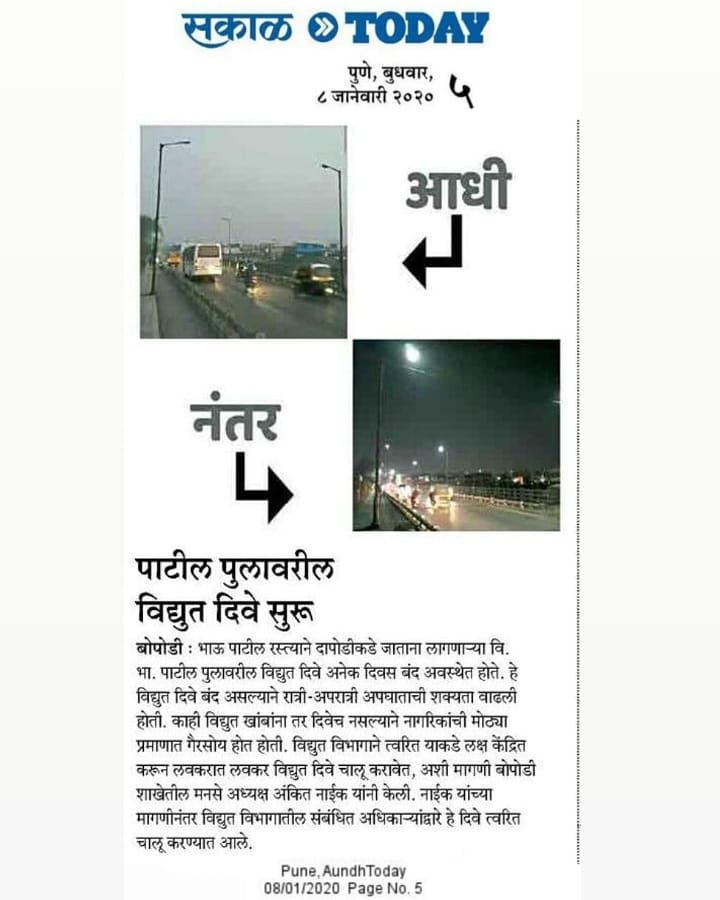 सकाळ TODAY
पुणे, बुधवार,
८ जानेवारी २०२० ५
आधी
नंतर
पाटील पुलावरील
विद्युत दिवे सुरू
बोपोडी : भाऊ पाटील रस्त्याने दापोडीकडे जाताना लागणाऱ्या वि.
भा. पाटील पुलावरील विद्युत दिवे अनेक दिवस बंद अवस्थेत होते. हे
विद्युत दिवे बंद असल्याने रात्री-अपरात्री अपघाताची शक्यता वाढली
होती. काही विद्युत खांबांना तर दिवेच नसल्याने नागरिकांची मोठ्या
प्रमाणात गैरसोय होत होती. विद्युत विभागाने त्वरित याकडे लक्ष केंद्रित
करून लवकरात लवकर विद्युत दिवे चालू करावेत, अशी मागणी बोपोडी
शाखेतील मनसे अध्यक्ष अंकित नाईक यांनी केली. नाईक यांच्या
मागणीनंतर विद्युत विभागातील संबंधित अधिकाऱ्यांद्वारे हे दिवे त्वरित
चालू करण्यात आले.
Pune, AundhToday
08/01/2020 Page No. 5